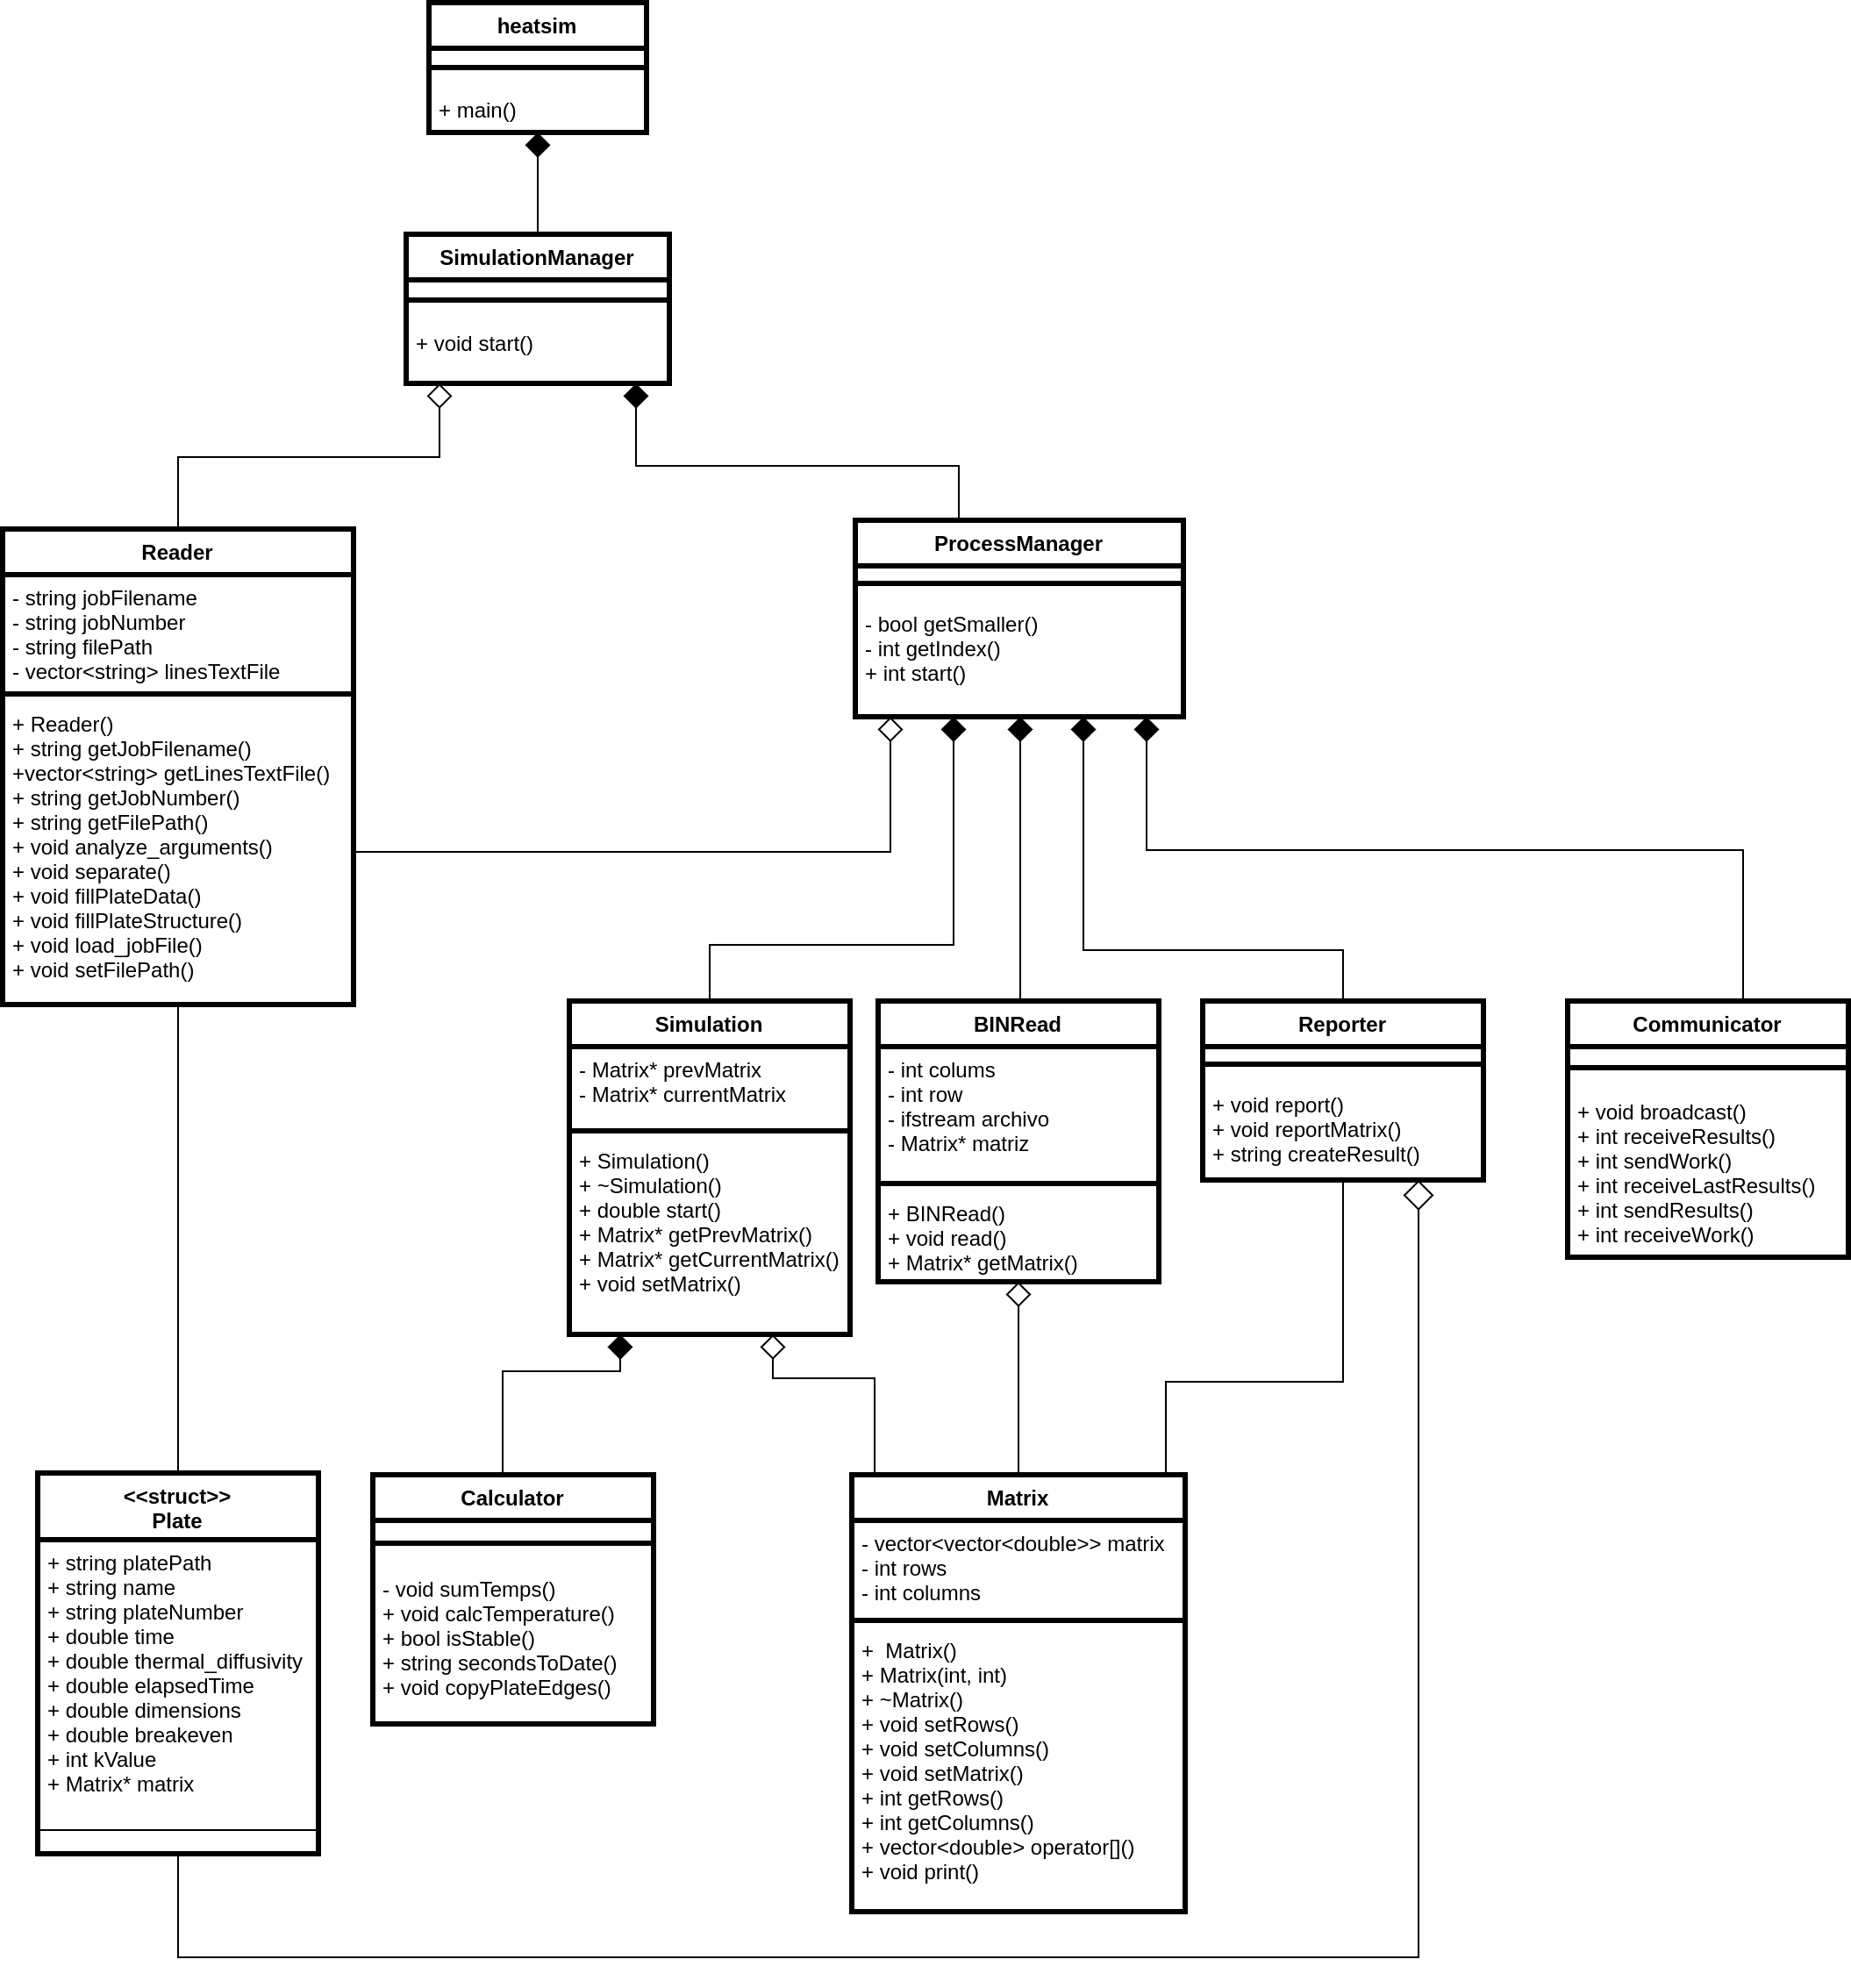 heatsim
+ main()
SimulationManager
+ void start()
Reader
- string jobFilename
- string jobNumber
- string filePath
- vector<string> linesTextFile
+ Reader()
+ string getJobFilename()
+vector<string> getLinesTextFile()
+ string getJobNumber()
+ string getFilePath()
+ void analyze_arguments()
+ void separate()
+ void fillPlateData()
+ void fillPlateStructure()
+ void load_jobFile()
+ void setFilePath()
ProcessManager
- bool getSmaller()
- int getIndex()
+ int start()
Simulation
- Matrix* prevMatrix
- Matrix* currentMatrix
+ Simulation()
+ ~Simulation()
+ double start()
+ Matrix* getPrevMatrix()
+ Matrix* getCurrentMatrix()
+ void setMatrix()
BINRead
- int colums
- int row
- ifstream archivo
- Matrix* matriz
+ BINRead()
+ void read()
+ Matrix* getMatrix()
Reporter
+ void report()
+ void reportMatrix()
+ string createResult()
Communicator
+ void broadcast()
+ int receiveResults()
+ int sendWork()
+ int receiveLastResults()
+ int sendResults()
+ int receiveWork()
<<struct>>
Plate
+ string platePath
+ string name
+ string plateNumber
+ double time
+ double thermal_diffusivity
+ double elapsedTime
+ double dimensions
+ double breakeven
+ int kValue
+ Matrix* matrix
Calculator
- void sumTemps()
+ void calcTemperature()
+ bool isStable()
+ string secondsToDate()
+ void copyPlateEdges()
Matrix
- vector<vector<double>> matrix
- int rows
- int columns
+  Matrix()
+ Matrix(int, int)
+ ~Matrix()
+ void setRows()
+ void setColumns()
+ void setMatrix()
+ int getRows()
+ int getColumns()
+ vector<double> operator[]()
+ void print()